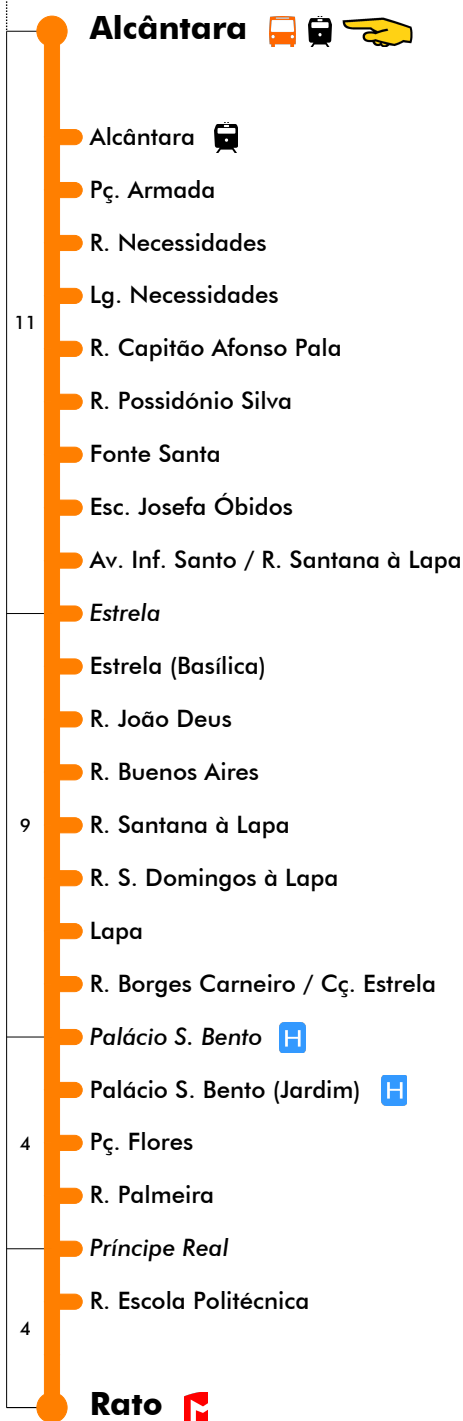 Alcântara
Alcântara
Pç. Armada
R. Necessidades
Lg. Necessidades
11
R. Capitão Afonso Pala
R. Possidónio Silva
Fonte Santa
Esc. Josefa Óbidos
Av. Inf. Santo / R. Santana à Lapa
Estrela
Estrela (Basílica)
R. João Deus
R. Buenos Aires
9
R. Santana à Lapa
R. S. Domingos à Lapa
Lapa
R. Borges Carneiro / Cç. Estrela
Palácio S. Bento H
Palácio S. Bento (Jardim) H
4
Pç. Flores
R. Palmeira
Príncipe Real
R. Escola Politécnica
4
Rato